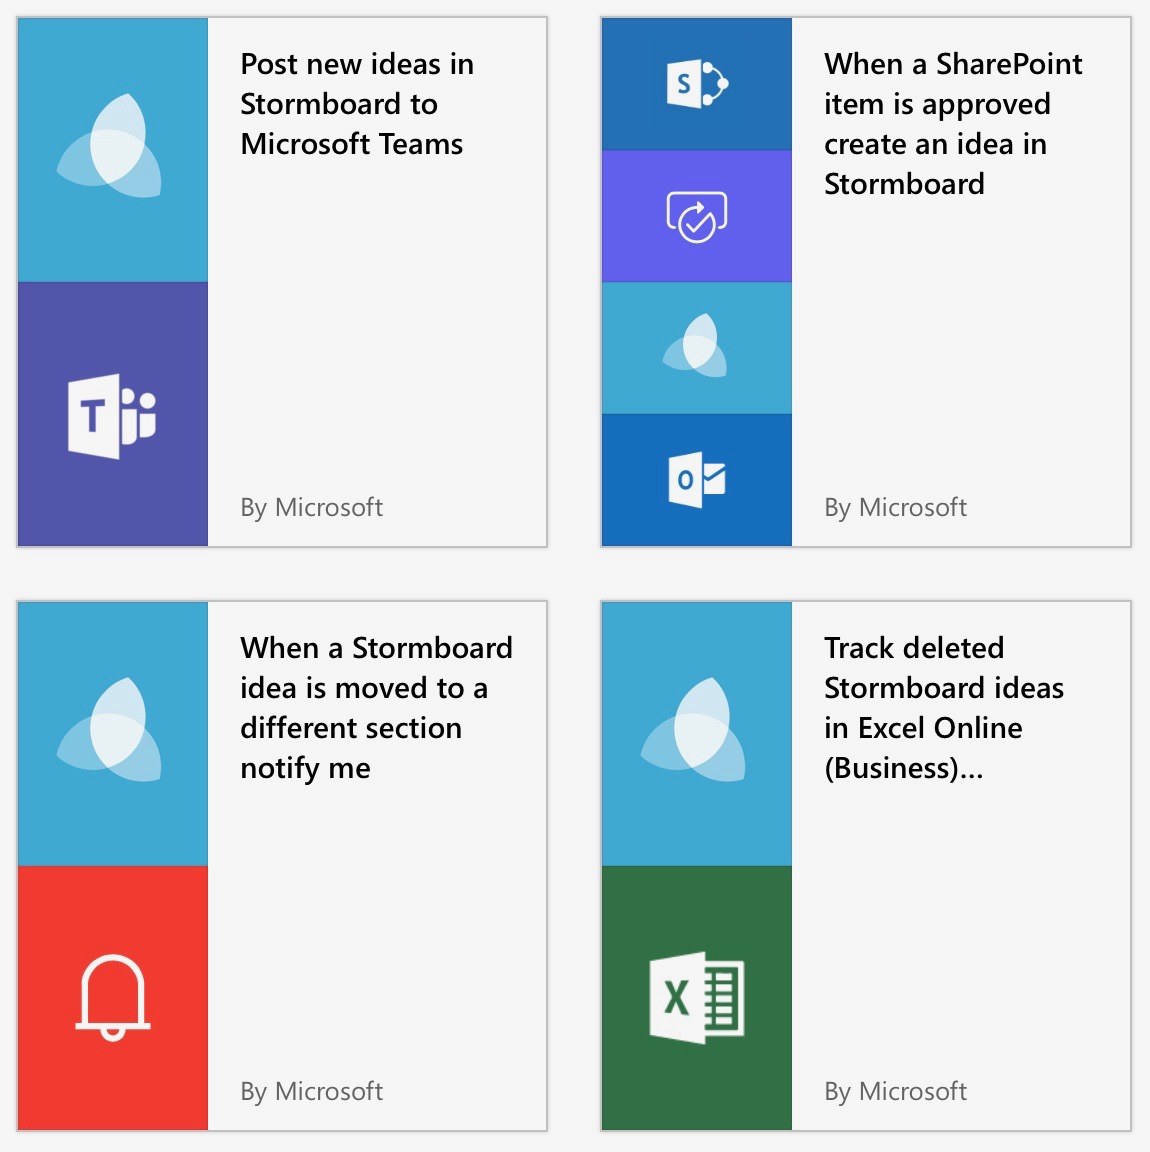 Post new ideas in
Stormboard to
Microsoft Teams
T
By Microsoft
S
O
When a SharePoint
item is approved
create an idea in
Stormboard
By Microsoft
When a Stormboard
idea is moved to a
different section
notify me
By Microsoft
X
Track deleted
Stormboard ideas
in Excel Online
(Business)...
By Microsoft